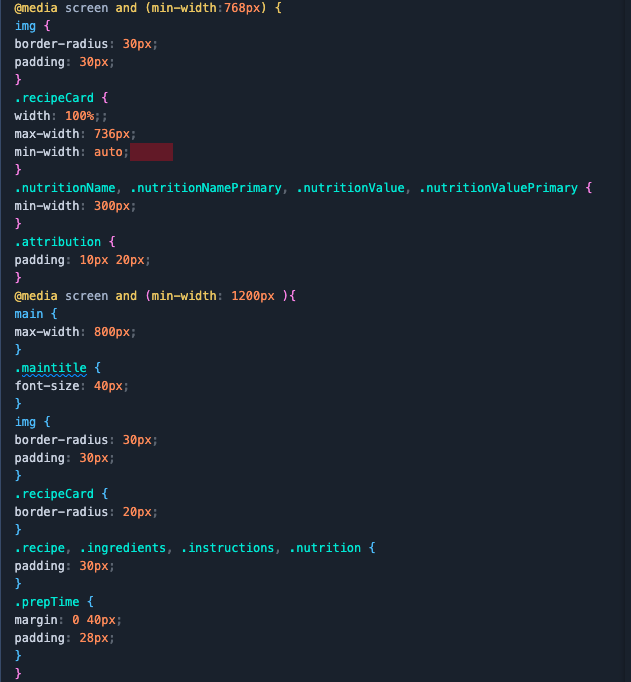 @media screen and (min-width:768px) {
img {
border-radius: 30px;
padding: 30px;
}
.recipeCard {
width: 100%;;
max-width: 736px;
min-width: auto;
}
.nutritionName, .nutritionNamePrimary, .nutritionValue, .nutritionValuePrimary {
min-width: 300px;
}
.attribution {
padding: 10px 20px;
}
@media screen and (min-width: 1200px ){
main {
max-width: 800px;
}
.maintitle {
font-size: 40px;
}
img {
border-radius: 30px;
padding: 30px;
}
.recipeCard {
border-radius: 20px;
}
.recipe, .ingredients, .instructions, .nutrition {
padding: 30px;
}
.prepTime {
margin: 0 40px;
padding: 28px;
}
}